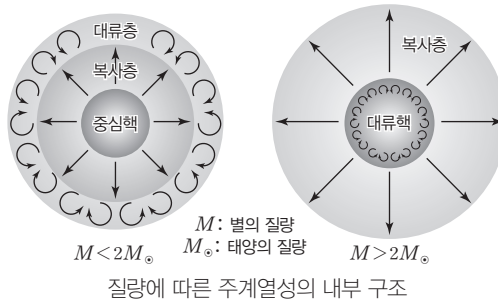 대류층
복사층
중심핵
복사층
대류핵
M: 별의 질량
M☉: 태양의 질량
M<2M☉
M>2M☉
질량에 따른 주계열성의 내부 구조